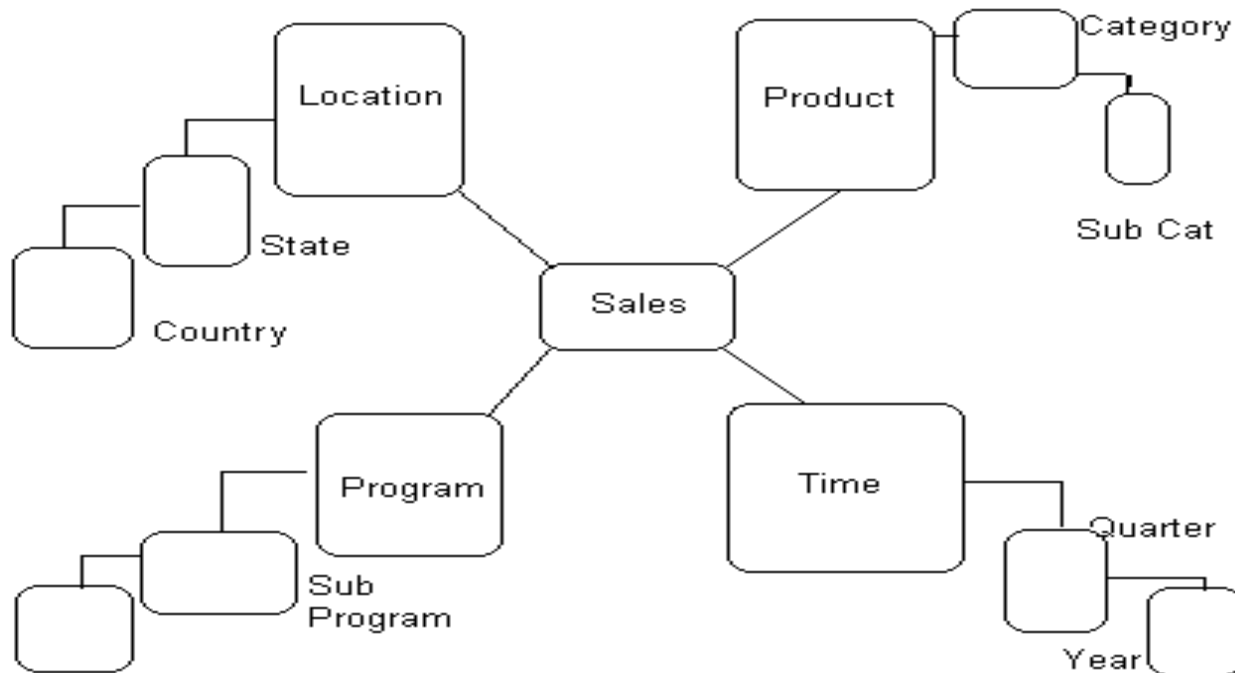 Category
Location
Product
Sub Cat
State
Sales
Country
Program
Time
Quarter
Sub
Program
Year